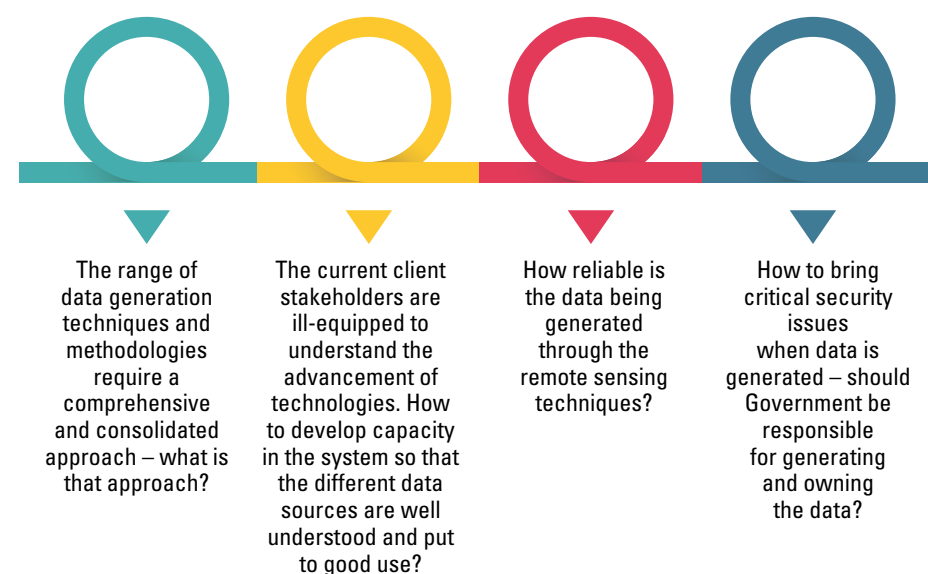 The range of
data generation
techniques and
methodologies
require a
comprehensive
and consolidated
approach – what is
that approach?
The current client
stakeholders are
ill-equipped to
understand the
advancement of
technologies. How
to develop capacity
in the system so that
the different data
sources are well
understood and put
to good use?
How reliable is
the data being
generated
through the
remote sensing
techniques?
How to bring
critical security
issues
when data is
generated – should
Government be
responsible
for generating
and owning
the data?